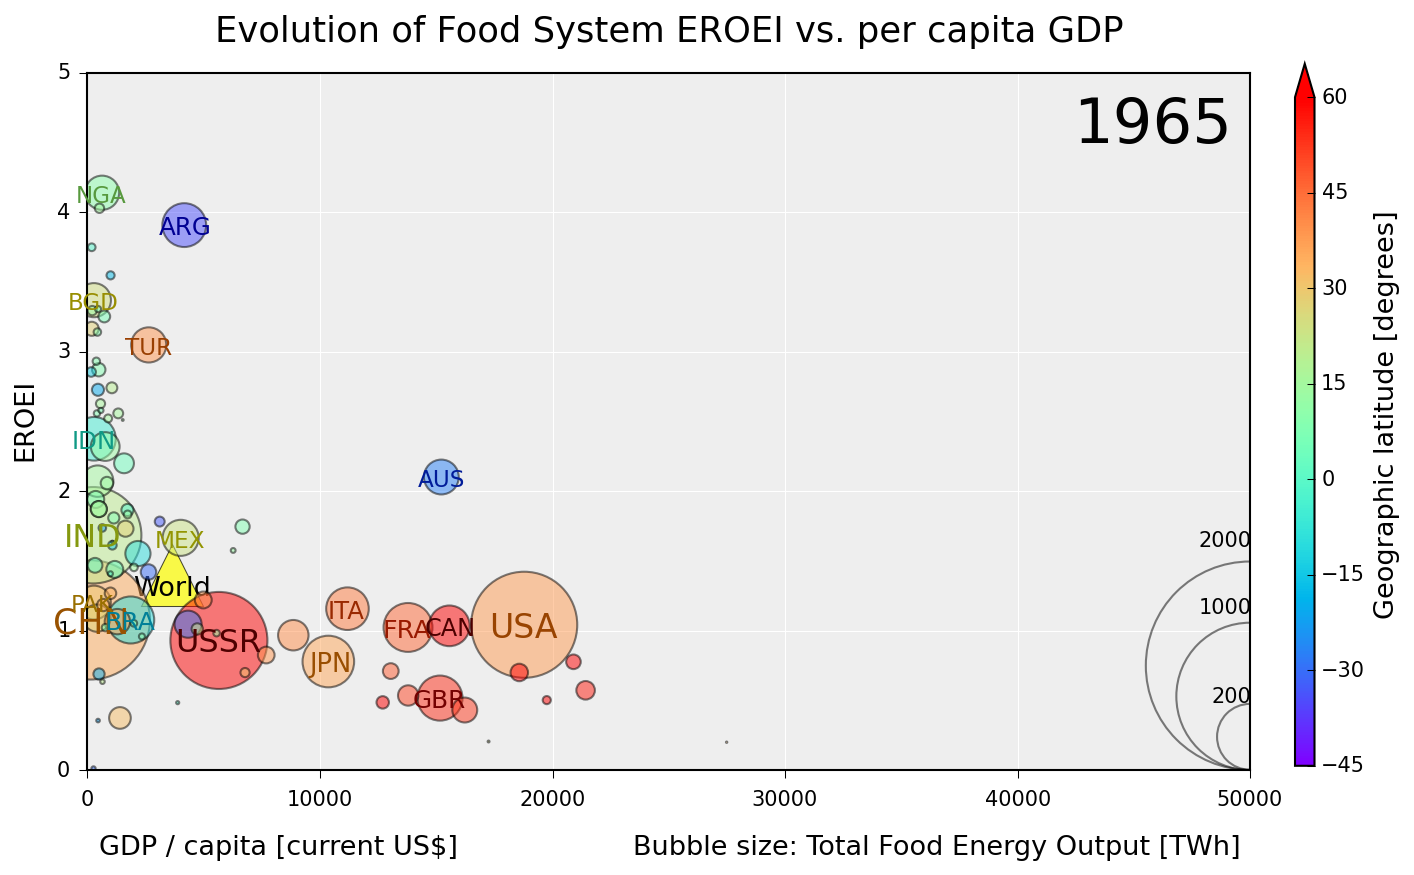 Evolution of Food System EROEI vs. per capita GDP
1965
5
4
3
2
1
0
EROEI
NGA
ARG
BGD
TUR
IDN
AUS
IND
MEX
World
PAK
CHN
BRA
USSR
ITA
FRA
CAN
USA
JPN
GBR
2000
1000
200
0
10000
20000
30000
40000
50000
GDP / capita [current US$]
Bubble size: Total Food Energy Output [TWh]
60
45
30
15
0
−15
−30
−45
Geographic latitude [degrees]